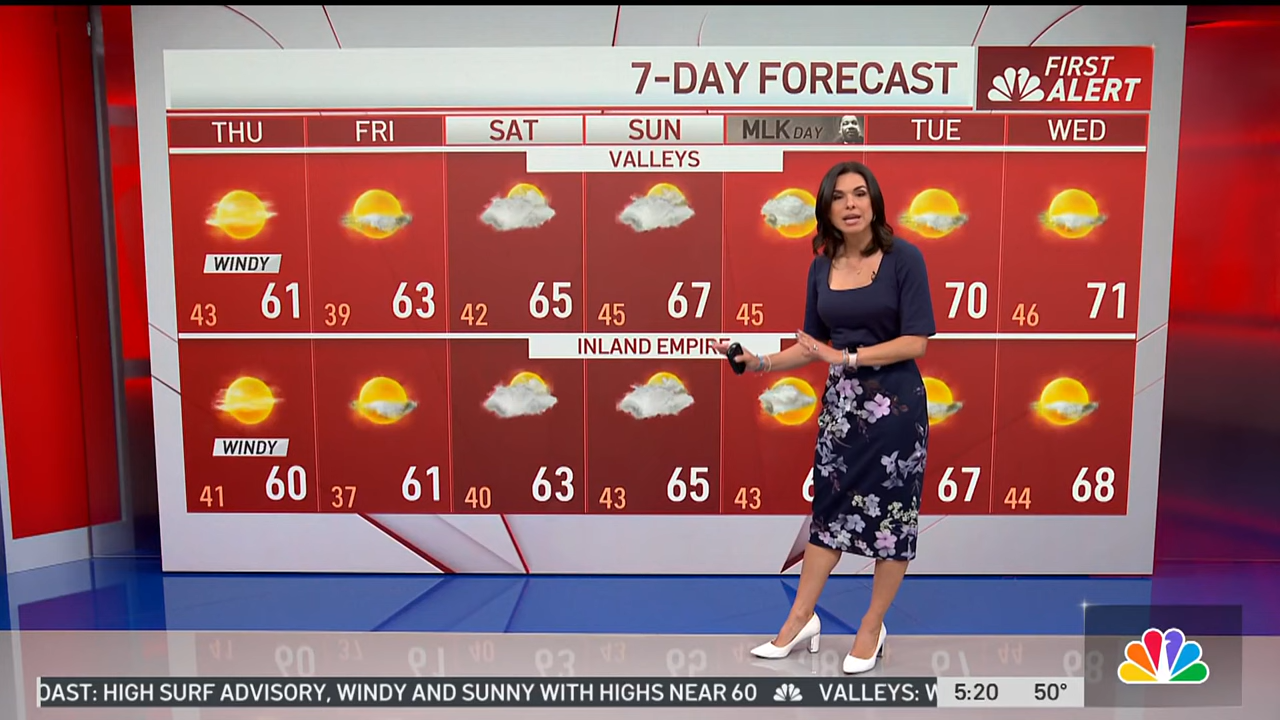 7-DAY FORECAST
FIRST
ALERT
THU FRI SAT SUN MLK DAY TUE WED
VALLEYS
WINDY
43 61 39 63 42 65 45 67 45 70 46 71
INLAND EMPIRE
WINDY
41 60 37 61 40 63 43 65 43 67 44 68
OAST: HIGH SURF ADVISORY, WINDY AND SUNNY WITH HIGHS NEAR 60 VALLEYS: W 5:20 50°